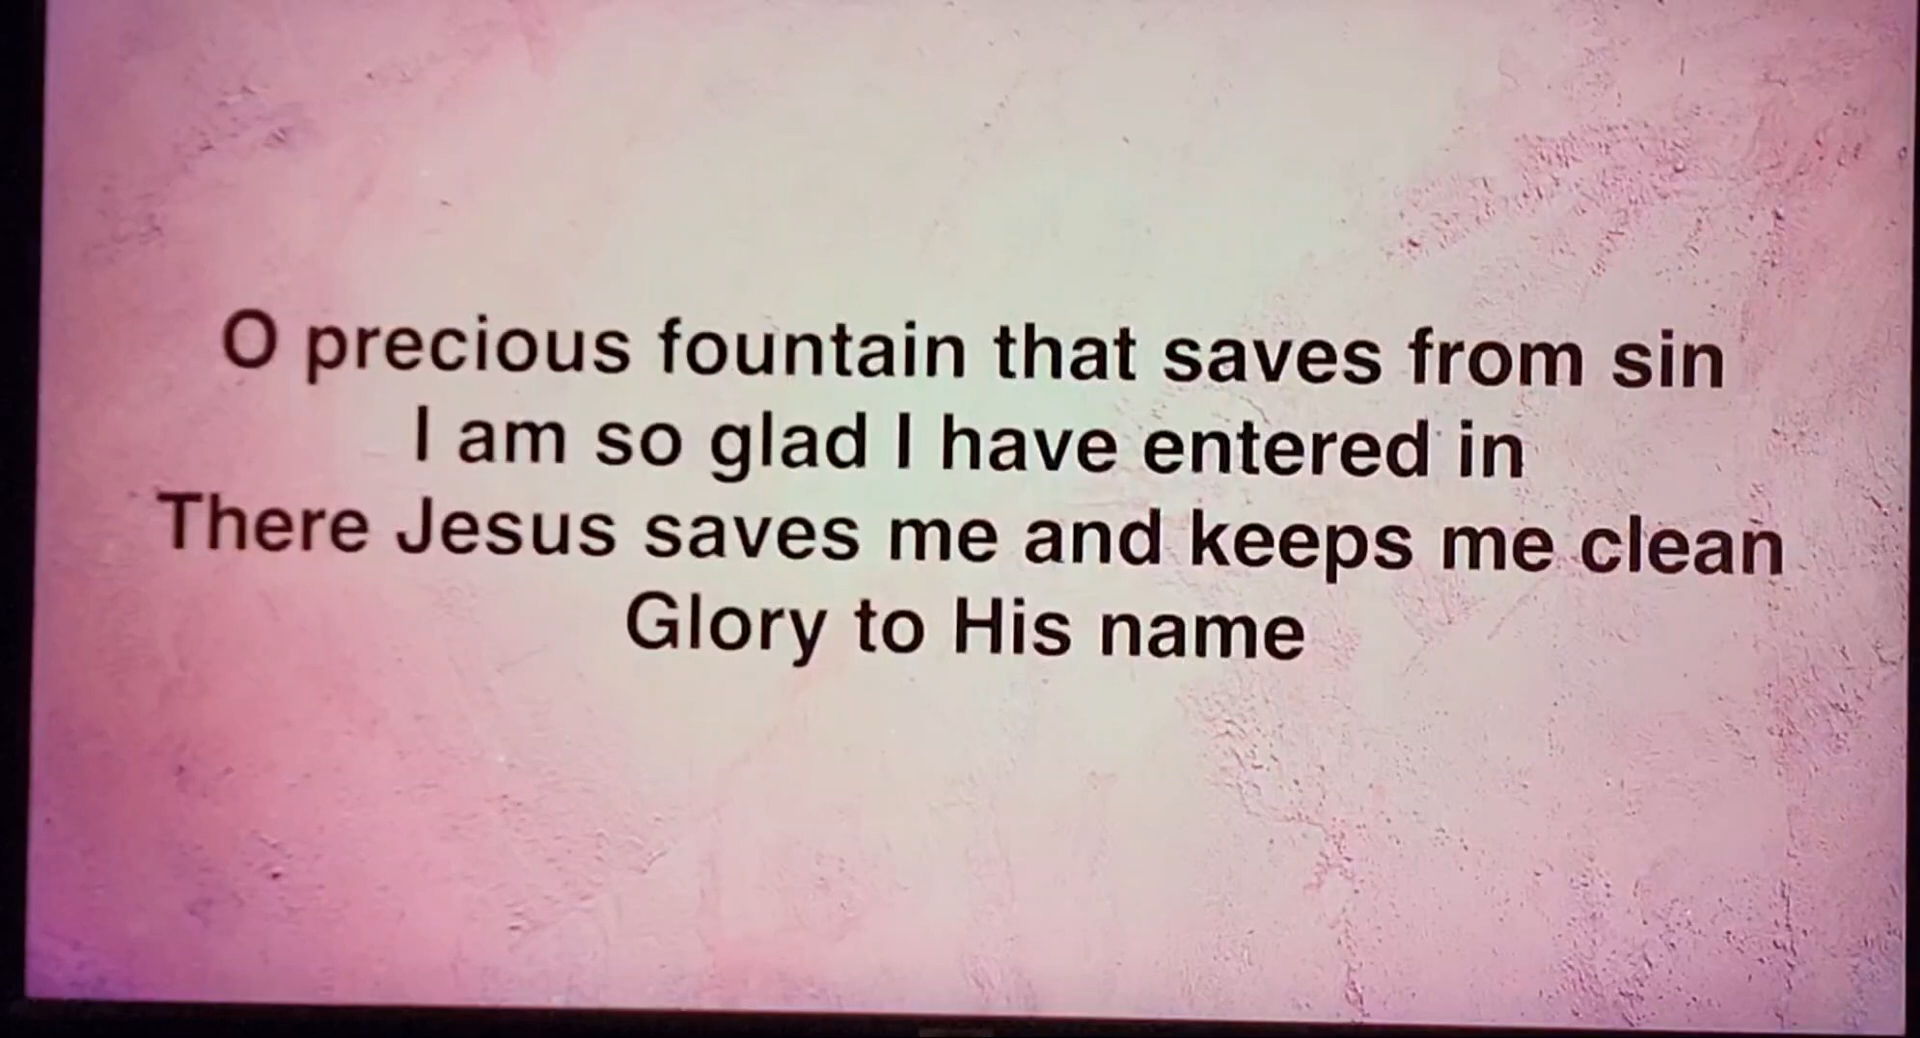 O precious fountain that saves from sin
I am so glad I have entered in
There Jesus saves me and keeps me clean
Glory to His name